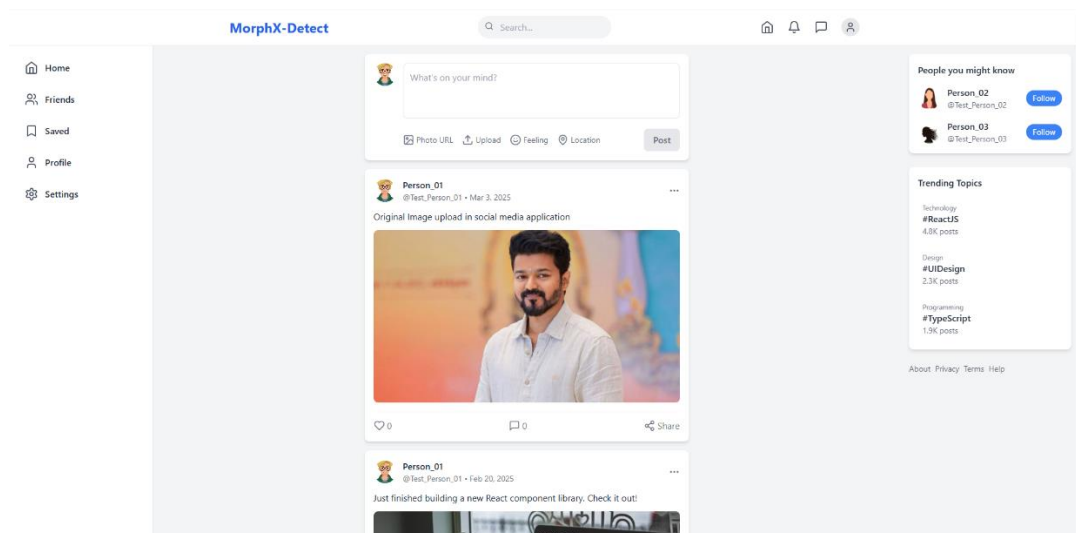 MorphX-Detect
Search...
Home
Friends
Saved
Profile
Settings
What's on your mind?
Photo URL Upload Feeling Location Post
Person_01
@Test_Person_01 • Mar 3, 2025
Original Image upload in social media application
0 0 Share
Person_01
@Test_Person_01 • Feb 20, 2025
Just finished building a new React component library. Check it out!
People you might know
Person_02
@Test_Person_02
Follow
Person_03
@Test_Person_03
Follow
Trending Topics
Technology
#ReactJS
4.8K posts
Design
#UIDesign
2.3K posts
Programming
#TypeScript
1.9K posts
About Privacy Terms Help